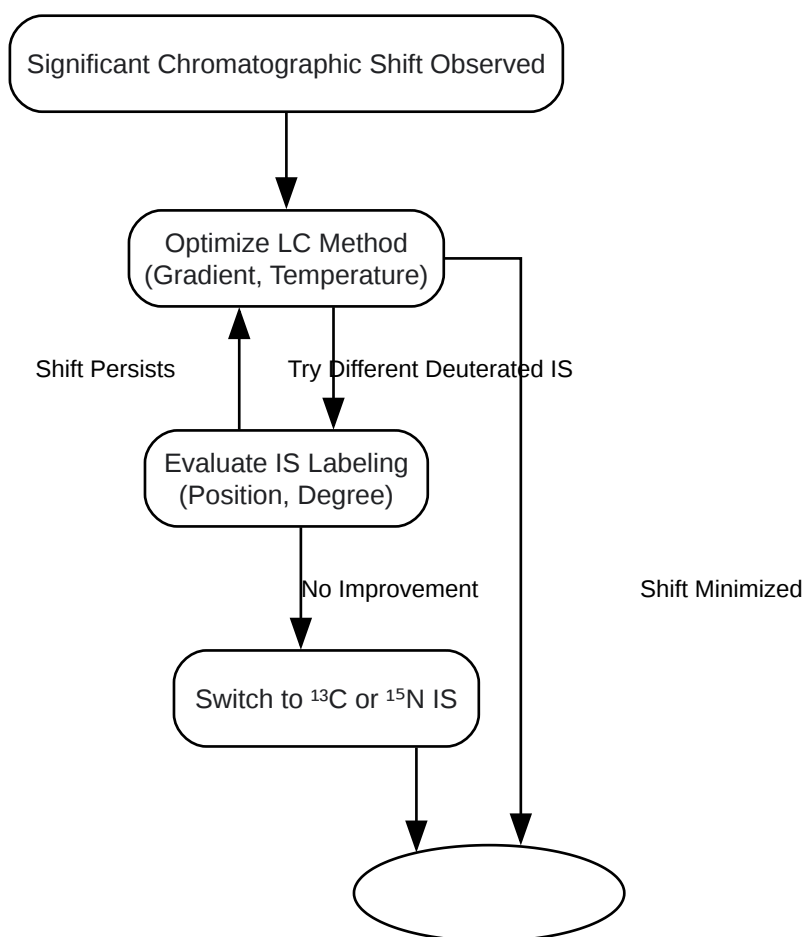 Significant Chromatographic Shift Observed
Optimize LC Method
(Gradient, Temperature)
Shift Persists
Try Different Deuterated IS
Evaluate IS Labeling
(Position, Degree)
No Improvement
Shift Minimized
Switch to ¹³C or ¹⁵N IS